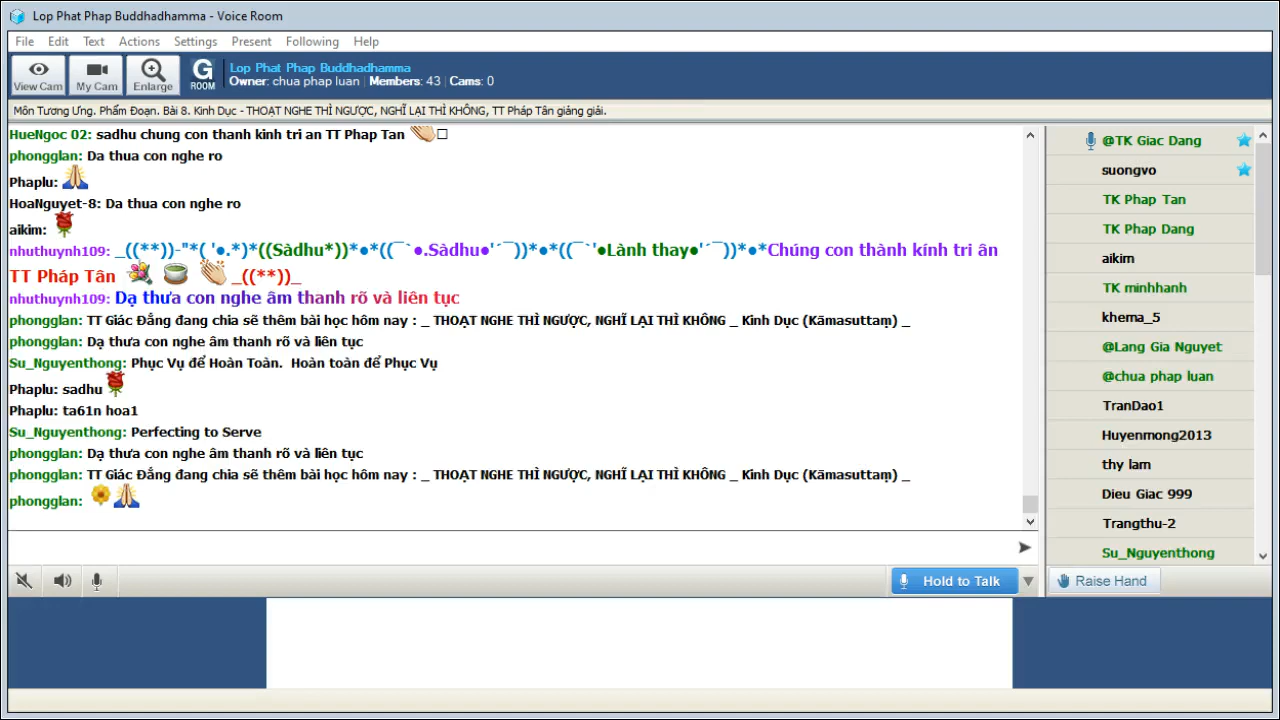 Lop Phat Phap Buddhadhamma - Voice Room
File Edit Text Actions Settings Present Following Help
View Cam
My Cam
Enlarge
G
ROOM
Lop Phat Phap Buddhadhamma
Owner: chua phap luan | Members: 43 | Cams: 0
Môn Tương Ưng. Phẩm Đoạn. Bài 8. Kinh Dục - THOẠT NGHE THÌ NGƯỢC, NGHĨ LẠI THÌ KHÔNG, TT Pháp Tân giảng giải.
HueNgoc 02: sadhu chung con thanh kinh tri an TT Phap Tan
phongglan: Da thua con nghe ro
Phaplu:
HoaNguyet-8: Da thua con nghe ro
aikim:
nhuthuynh109: _((**))-"*( '●.*)*((Sàdhu*))*●*((¯`●.Sàdhu●'´¯))*●*((¯`'●Lành thay●'´¯))*●*Chúng con thành kính tri ân
TT Pháp Tân _((**))_
nhuthuynh109: Dạ thưa con nghe âm thanh rõ và liên tục
phongglan: TT Giác Đẳng đang chia sẽ thêm bài học hôm nay : _ THOẠT NGHE THÌ NGƯỢC, NGHĨ LẠI THÌ KHÔNG _ Kinh Dục (Kāmasuttaṃ) _
phongglan: Dạ thưa con nghe âm thanh rõ và liên tục
Su_Nguyenthong: Phục Vụ để Hoàn Toàn. Hoàn toàn để Phục Vụ
Phaplu: sadhu
Phaplu: ta61n hoa1
Su_Nguyenthong: Perfecting to Serve
phongglan: Dạ thưa con nghe âm thanh rõ và liên tục
phongglan: TT Giác Đẳng đang chia sẽ thêm bài học hôm nay : _ THOẠT NGHE THÌ NGƯỢC, NGHĨ LẠI THÌ KHÔNG _ Kinh Dục (Kāmasuttaṃ) _
phongglan:
@TK Giac Dang
suongvo
TK Phap Tan
TK Phap Dang
aikim
TK minhhanh
khema_5
@Lang Gia Nguyet
@chua phap luan
TranDao1
Huyenmong2013
thy lam
Dieu Giac 999
Trangthu-2
Su_Nguyenthong
Hold to Talk
Raise Hand